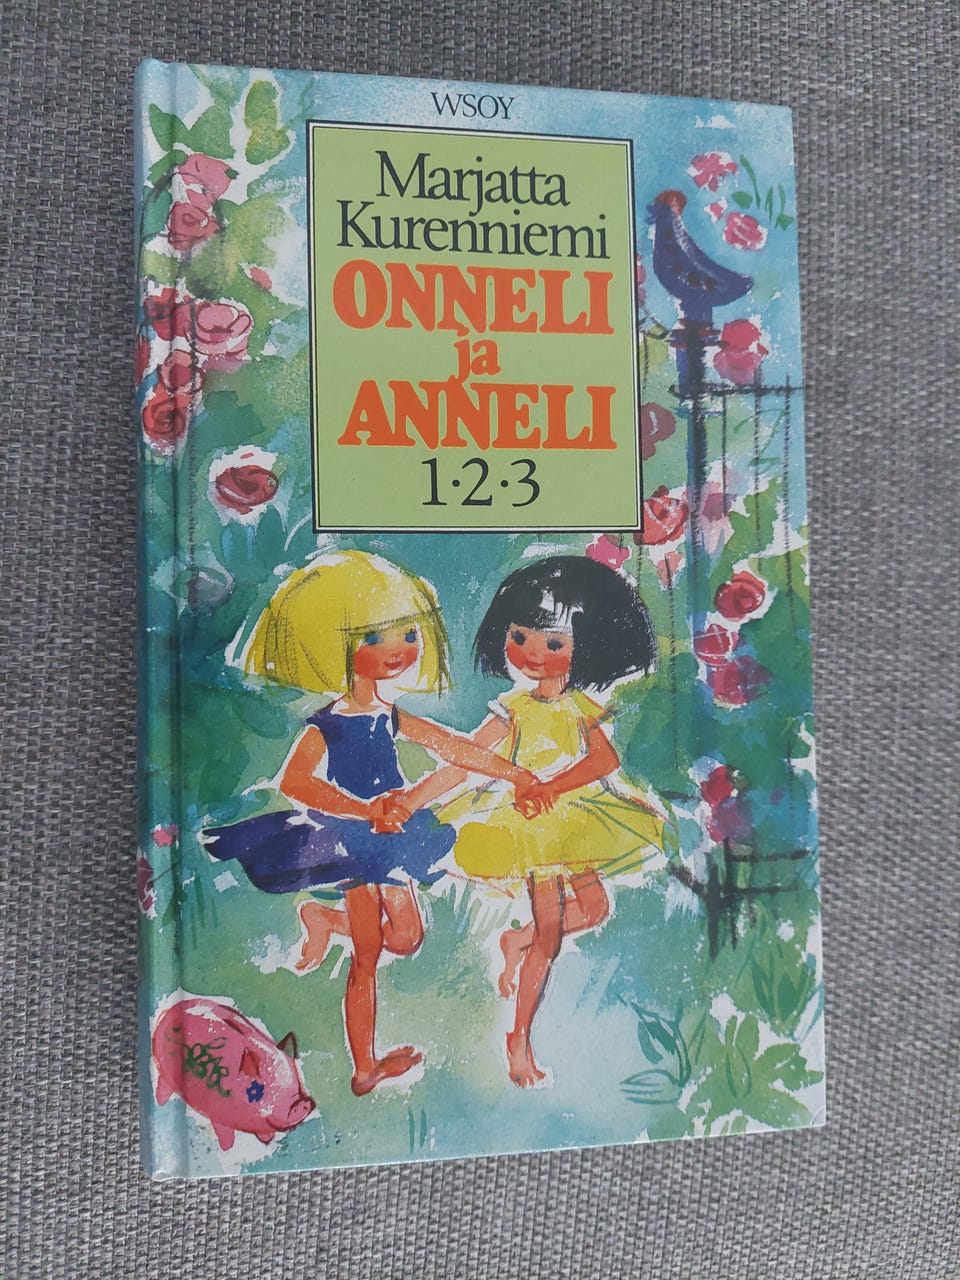 WSOY
Marjatta
Kurenniemi
ONNELI
ja
ANNELI
1·2·3